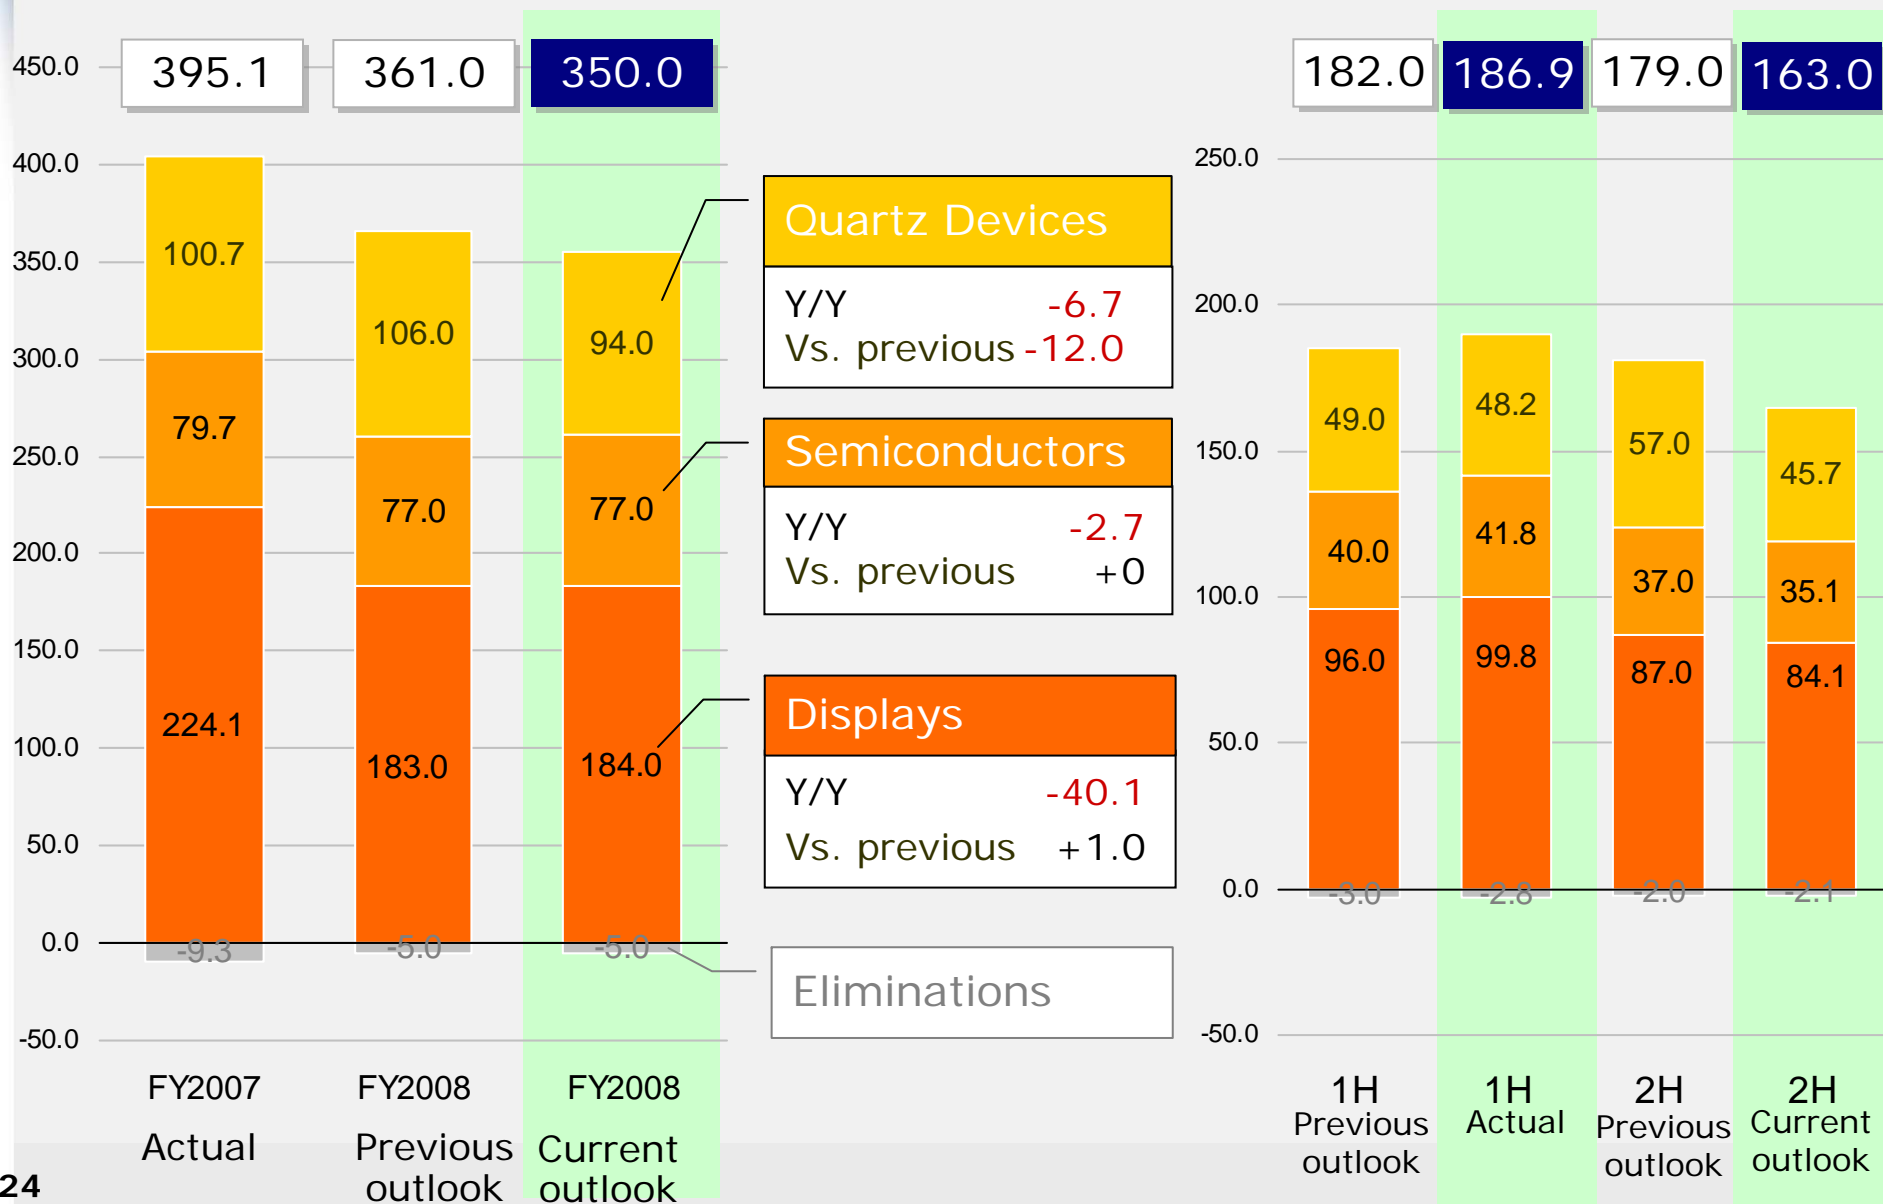 395.1
361.0
350.0
450.0
400.0
350.0
300.0
250.0
200.0
150.0
100.0
50.0
0.0
-50.0
100.7
79.7
224.1
-9.3
106.0
77.0
183.0
-5.0
94.0
77.0
184.0
-5.0
FY2007
Actual
FY2008
Previous
outlook
FY2008
Current
outlook
Quartz Devices
Y/Y -6.7
Vs. previous -12.0
Semiconductors
Y/Y -2.7
Vs. previous +0
Displays
Y/Y -40.1
Vs. previous +1.0
Eliminations
182.0
186.9
179.0
163.0
250.0
200.0
150.0
100.0
50.0
0.0
-50.0
49.0
40.0
96.0
-3.0
48.2
41.8
99.8
-2.8
57.0
37.0
87.0
-2.0
45.7
35.1
84.1
-2.1
1H
Previous
outlook
1H
Actual
2H
Previous
outlook
2H
Current
outlook
24